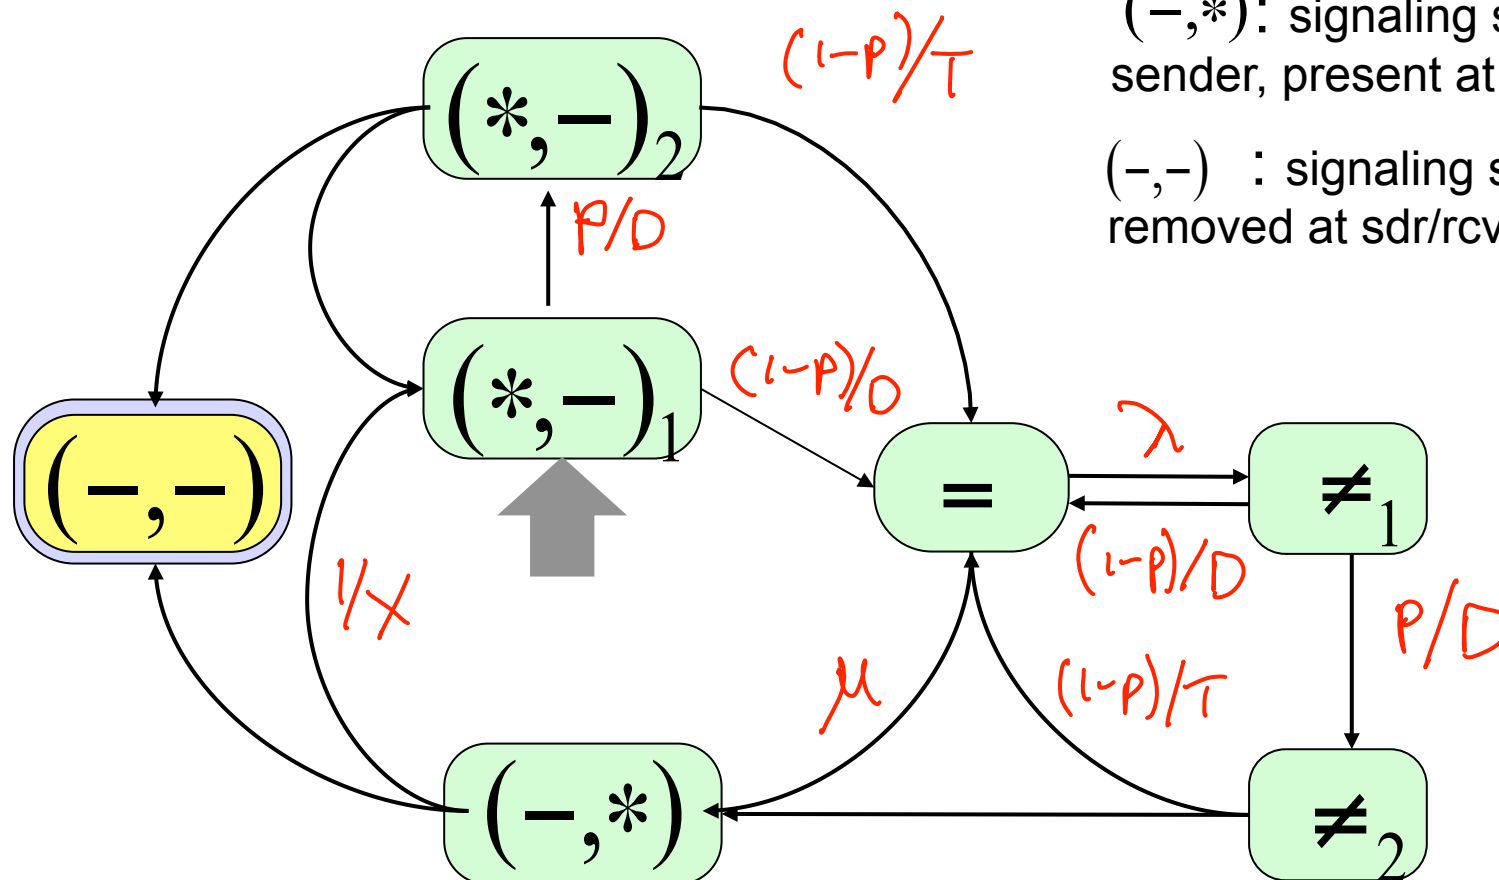 (−,*): signaling s
sender, present at
(−,−) : signaling s
removed at sdr/rcv
(1-p)/T
(*,−)2
P/D
(*,−)1
(1-p)/D
(−,−)
=
λ
≠1
(1-p)/D
1/X
P/D
μ
(1-p)/T
(−,*)
≠2